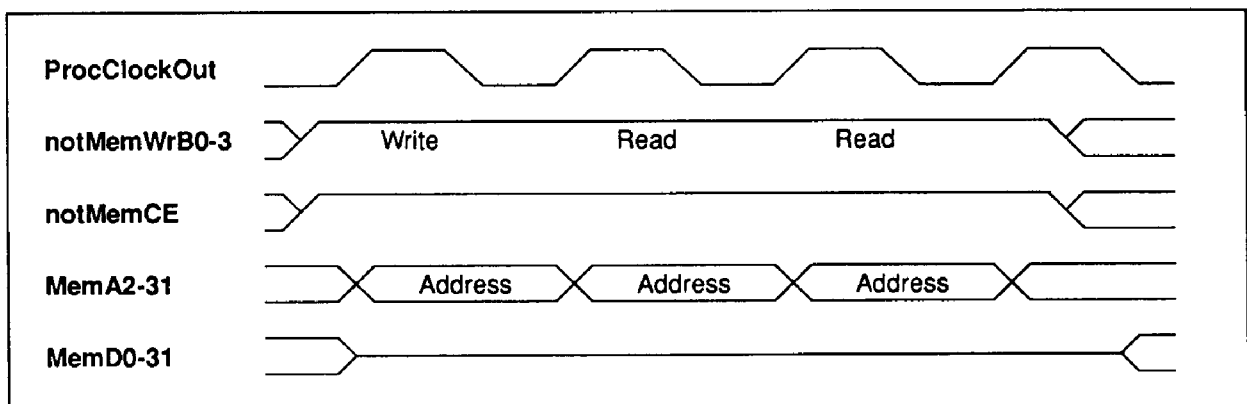 ProcClockOut
notMemWrB0-3 Write Read Read
notMemCE
MemA2-31 Address Address Address
MemD0-31